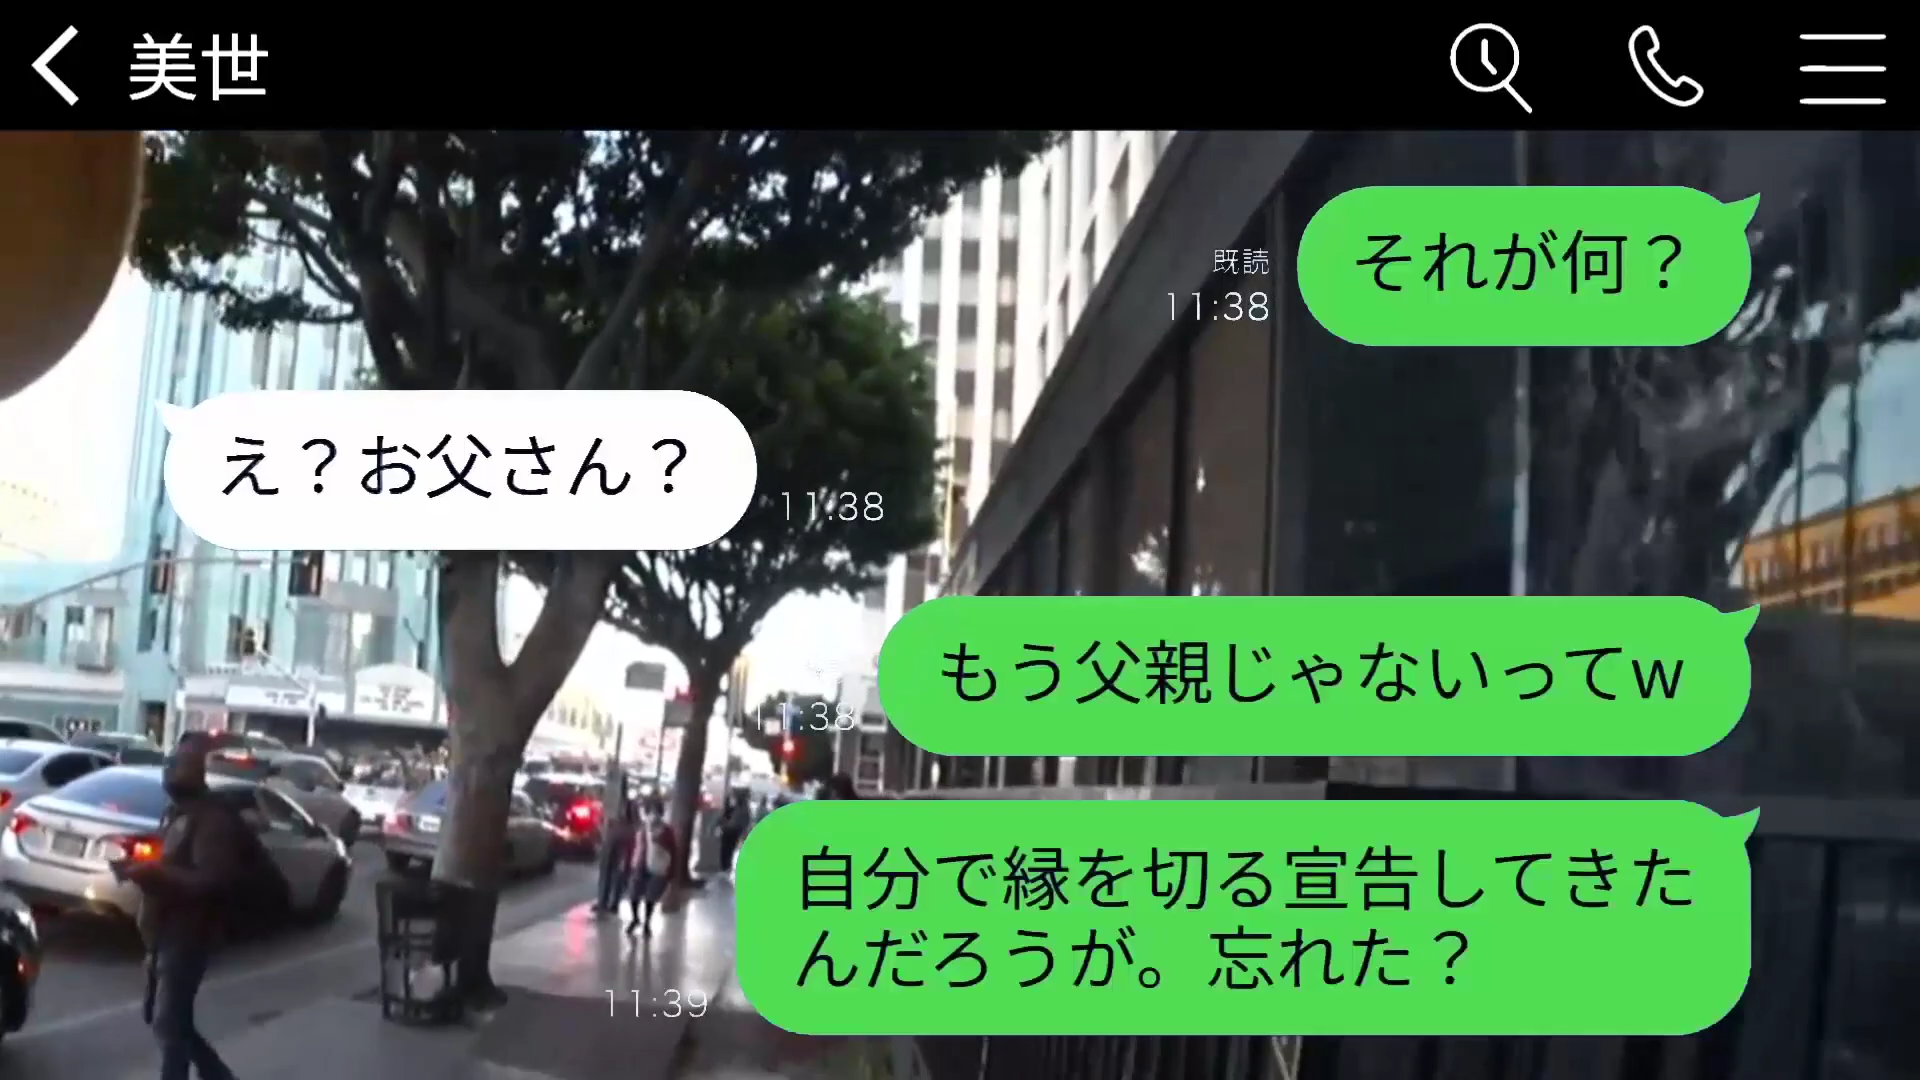 美世
それが何？
既読
11:38
え？お父さん？
11:38
もう父親じゃないってw
11:38
自分で縁を切る宣告してきた
んだろうが。忘れた？
11:39